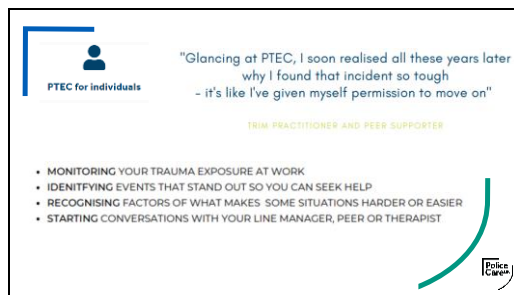 "Glancing at PTEC, I soon realised all these years later
why I found that incident so tough
- it's like I've given myself permission to move on"
PTEC for individuals
TRIM PRACTITIONER AND PEER SUPPORTER
• MONITORING YOUR TRAUMA EXPOSURE AT WORK
• IDENITFYING EVENTS THAT STAND OUT SO YOU CAN SEEK HELP
• RECOGNISING FACTORS OF WHAT MAKES SOME SITUATIONS HARDER OR EASIER
• STARTING CONVERSATIONS WITH YOUR LINE MANAGER, PEER OR THERAPIST
Police
Care UK